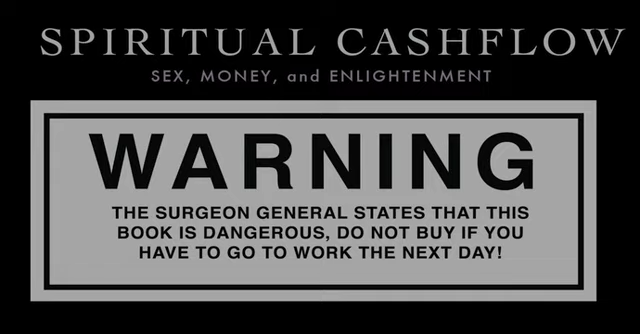 SPIRITUAL CASHFLOW
SEX, MONEY, and ENLIGHTENMENT
WARNING
THE SURGEON GENERAL STATES THAT THIS
BOOK IS DANGEROUS, DO NOT BUY IF YOU
HAVE TO GO TO WORK THE NEXT DAY!